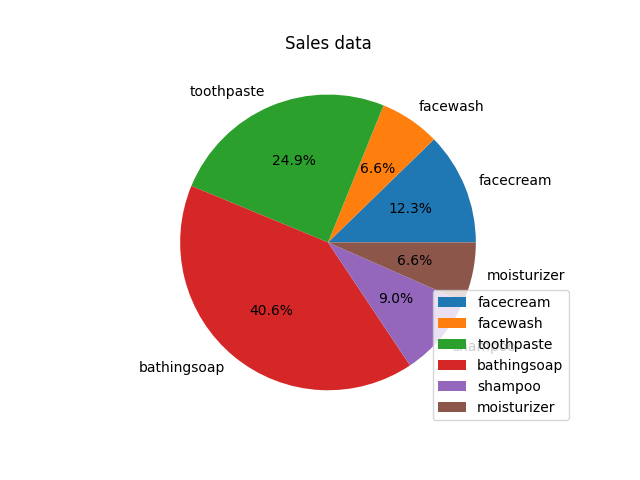 Sales data
toothpaste
facewash
24.9%
6.6%
facecream
12.3%
6.6%
moisturizer
9.0%
40.6%
bathingsoap
shampoo
facecream
facewash
toothpaste
bathingsoap
shampoo
moisturizer